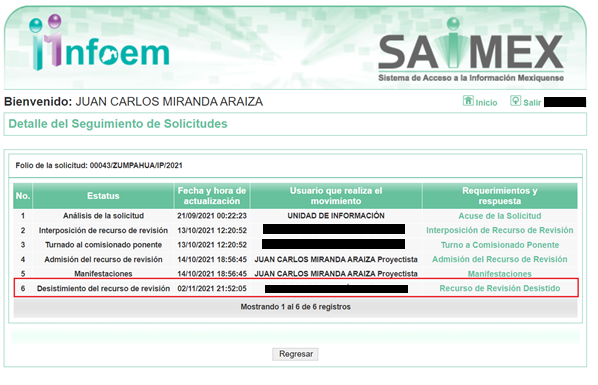 infoem
SAIMEX
Sistema de Acceso a la Información Mexiquense
Bienvenido: JUAN CARLOS MIRANDA ARAIZA
Inicio Salir
Detalle del Seguimiento de Solicitudes
Folio de la solicitud: 00043/ZUMPAHUA/IP/2021
No. Estatus Fecha y hora de actualización Usuario que realiza el movimiento Requerimientos y respuesta
1 Análisis de la solicitud 21/09/2021 00:22:23 UNIDAD DE INFORMACIÓN Acuse de la Solicitud
2 Interposición de recurso de revisión 13/10/2021 12:20:52 Interposición de Recurso de Revisión
3 Turnado al comisionado ponente 13/10/2021 12:20:52 Turno a Comisionado Ponente
4 Admisión del recurso de revisión 14/10/2021 18:56:45 JUAN CARLOS MIRANDA ARAIZA Proyectista Admisión del Recurso de Revisión
5 Manifestaciones 14/10/2021 18:56:45 JUAN CARLOS MIRANDA ARAIZA Proyectista Manifestaciones
6 Desistimiento del recurso de revisión 02/11/2021 21:52:05 Recurso de Revisión Desistido
Mostrando 1 al 6 de 6 registros
Regresar